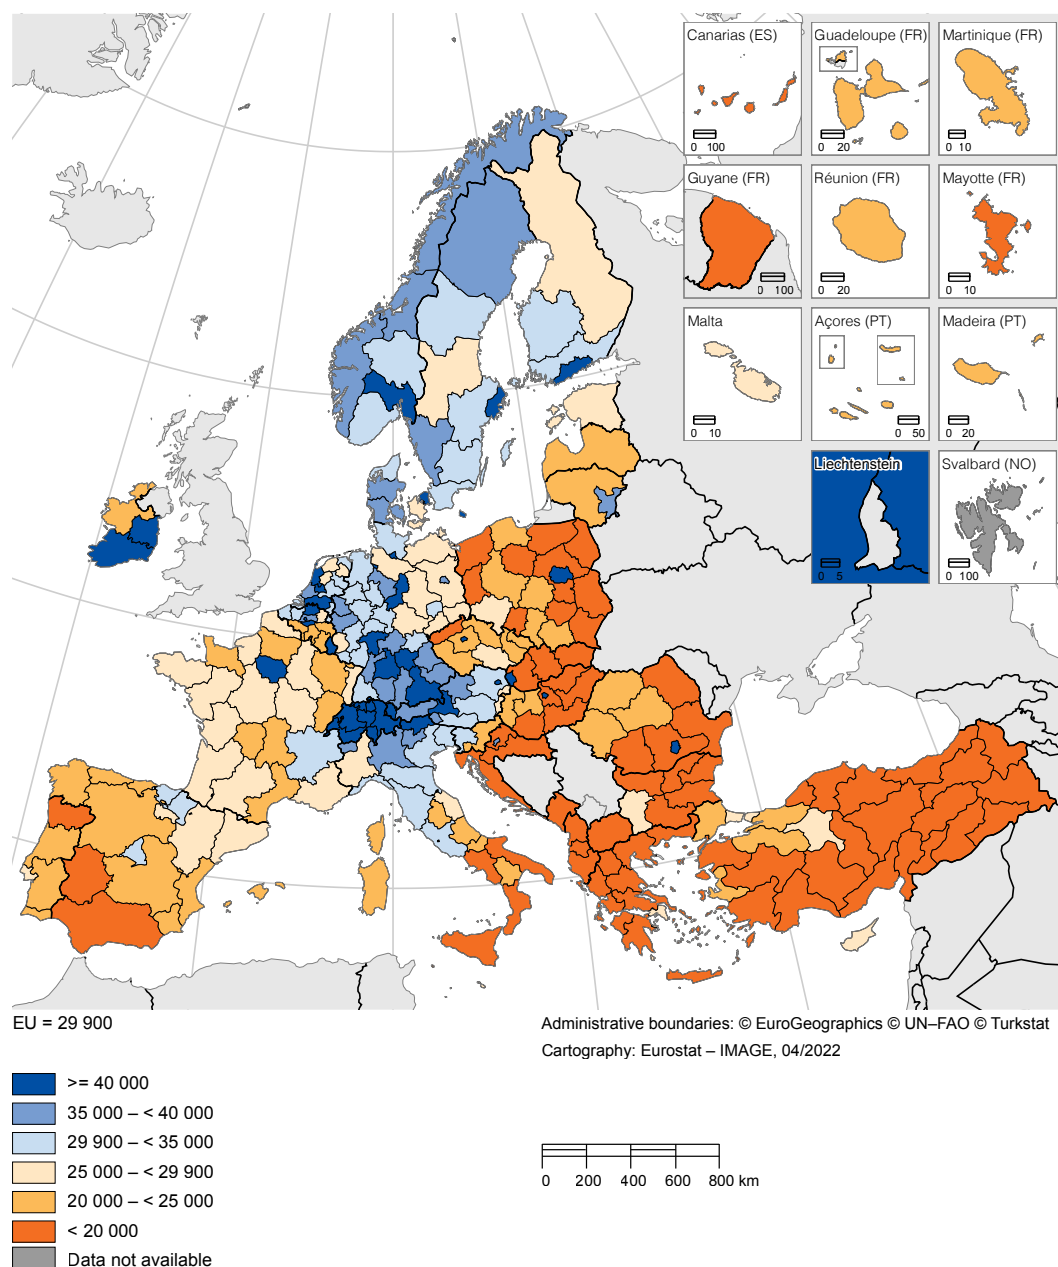 Canarias (ES)
0 100
Guadeloupe (FR)
0 20
Martinique (FR)
0 10
Guyane (FR)
0 100
Réunion (FR)
0 20
Mayotte (FR)
0 10
Malta
0 10
Açores (PT)
0 50
Madeira (PT)
0 20
Liechtenstein
0 5
Svalbard (NO)
0 100
EU = 29 900
Administrative boundaries: © EuroGeographics © UN–FAO © Turkstat
Cartography: Eurostat – IMAGE, 04/2022
>= 40 000
35 000 – < 40 000
29 900 – < 35 000
25 000 – < 29 900
20 000 – < 25 000
< 20 000
Data not available
0 200 400 600 800 km